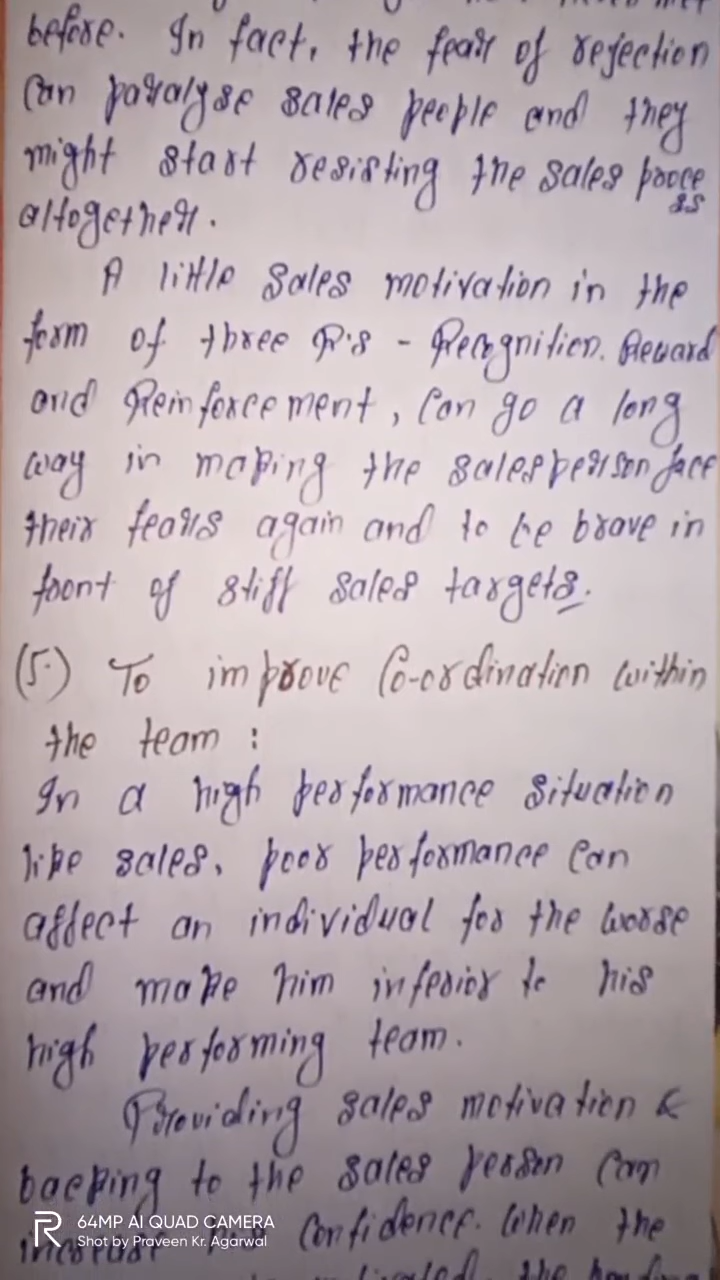 before. In fact, the fear of rejection
can paralyse sales people and they
might start resisting the sales proce
ss
altogether.
A little sales motivation in the
form of three R's - Recognition, Reward
and Reinforcement, can go a long
way in making the salesperson face
their fears again and to be brave in
front of stiff sales targets.
(5.) To improve Co-ordination within
the team :
In a high performance situation
like sales, poor performance can
affect an individual for the worse
and make him inferior to his
high performing team.
Providing sales motivation &
backing to the sales person can
increase his confidence. When the
the
64MP AI QUAD CAMERA
Shot by Praveen Kr. Agarwal